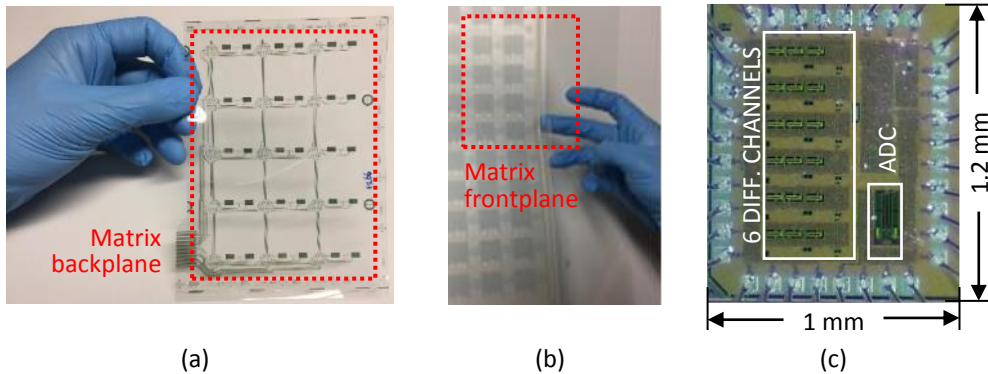 Matrix
backplane
Matrix
frontplane
6 DIFF. CHANNELS
ADC
1.2 mm
1 mm
(a)
(b)
(c)